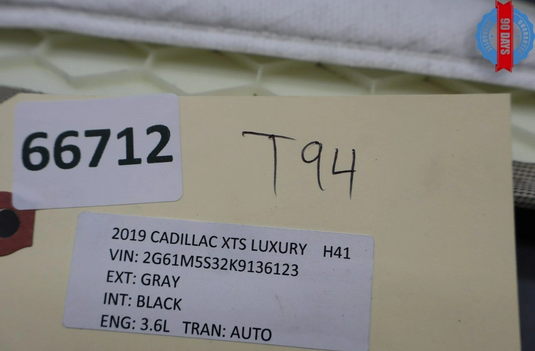 90 DAYS
66712
T94
2019 CADILLAC XTS LUXURY H41
VIN: 2G61M5S32K9136123
EXT: GRAY
INT: BLACK
ENG: 3.6L TRAN: AUTO